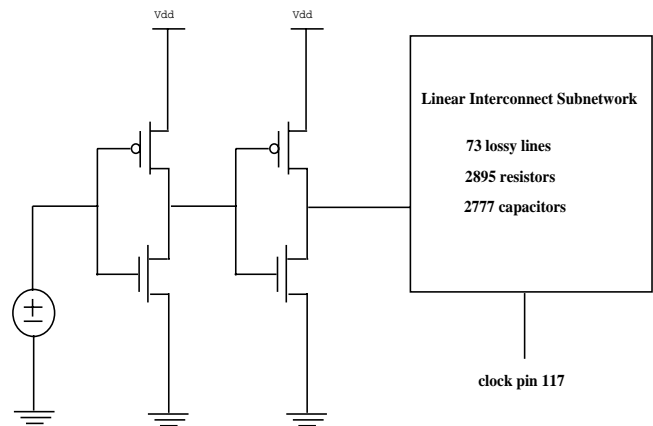 Vdd
Vdd
Linear Interconnect Subnetwork
73 lossy lines
2895 resistors
2777 capacitors
clock pin 117